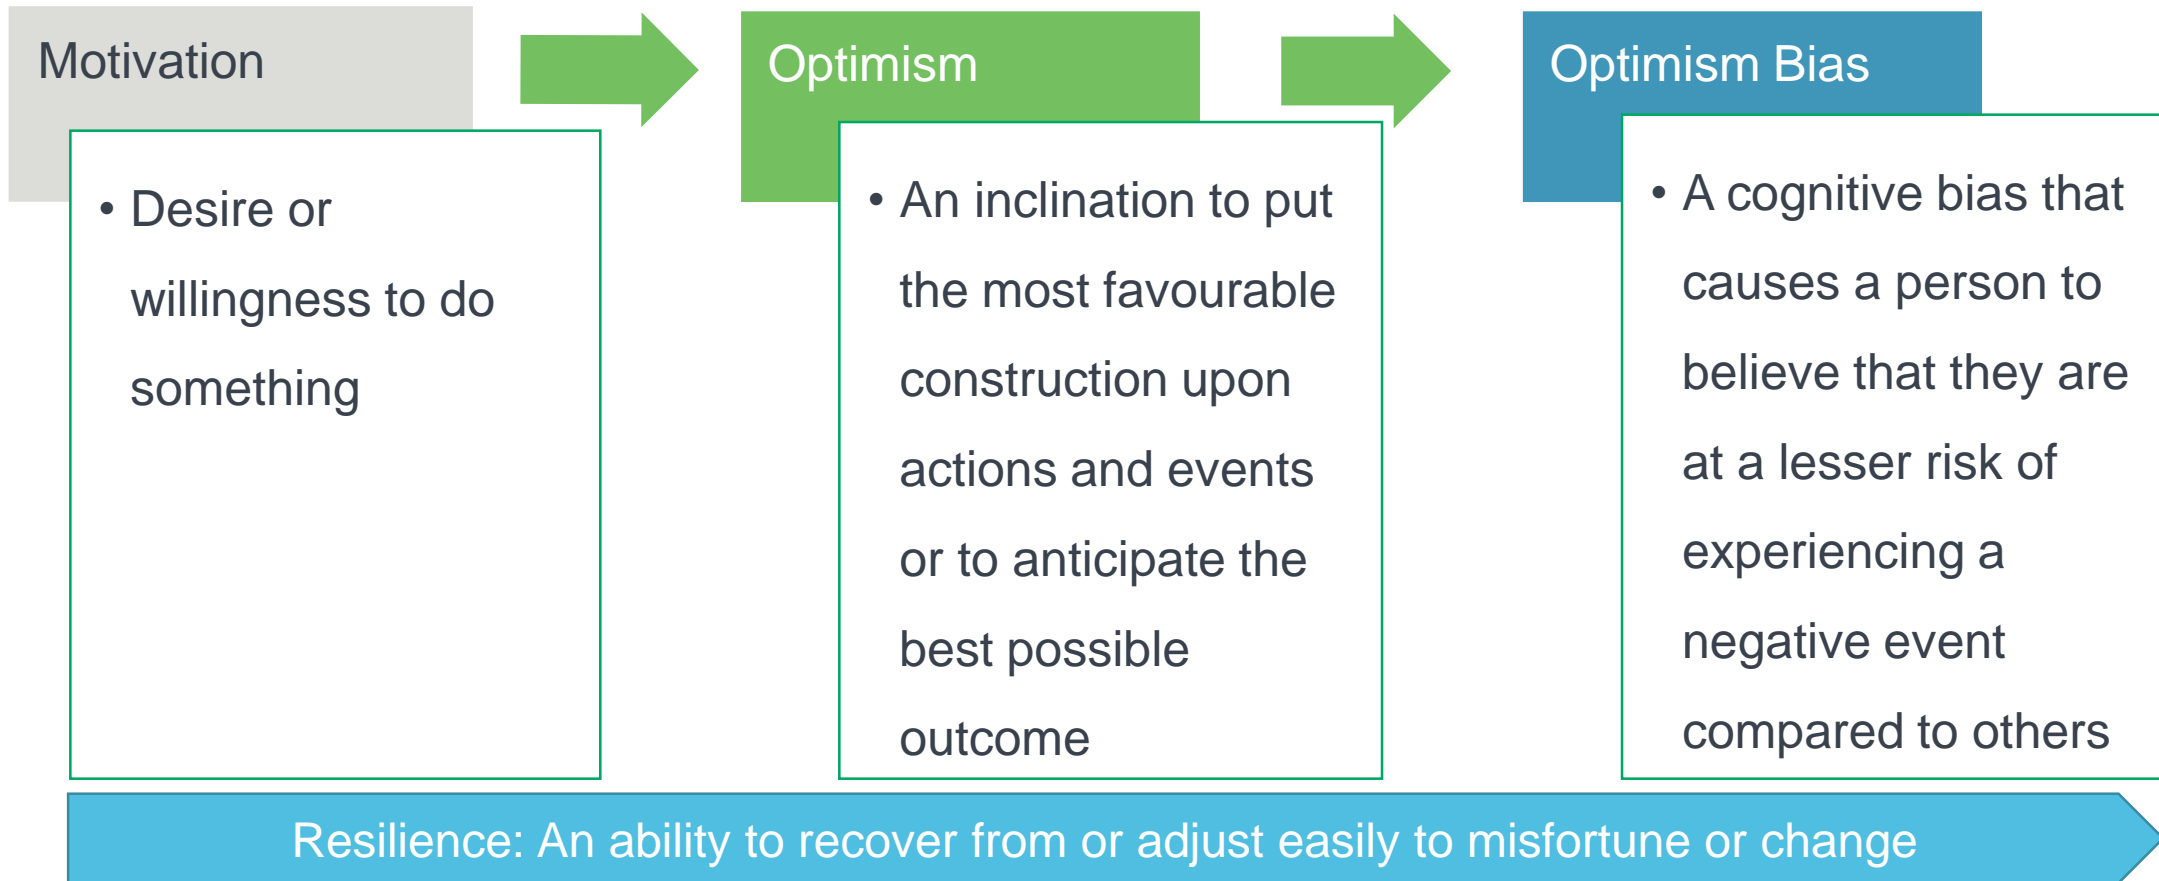 Motivation
• Desire or
willingness to do
something
Optimism
• An inclination to put
the most favourable
construction upon
actions and events
or to anticipate the
best possible
outcome
Optimism Bias
• A cognitive bias that
causes a person to
believe that they are
at a lesser risk of
experiencing a
negative event
compared to others
Resilience: An ability to recover from or adjust easily to misfortune or change